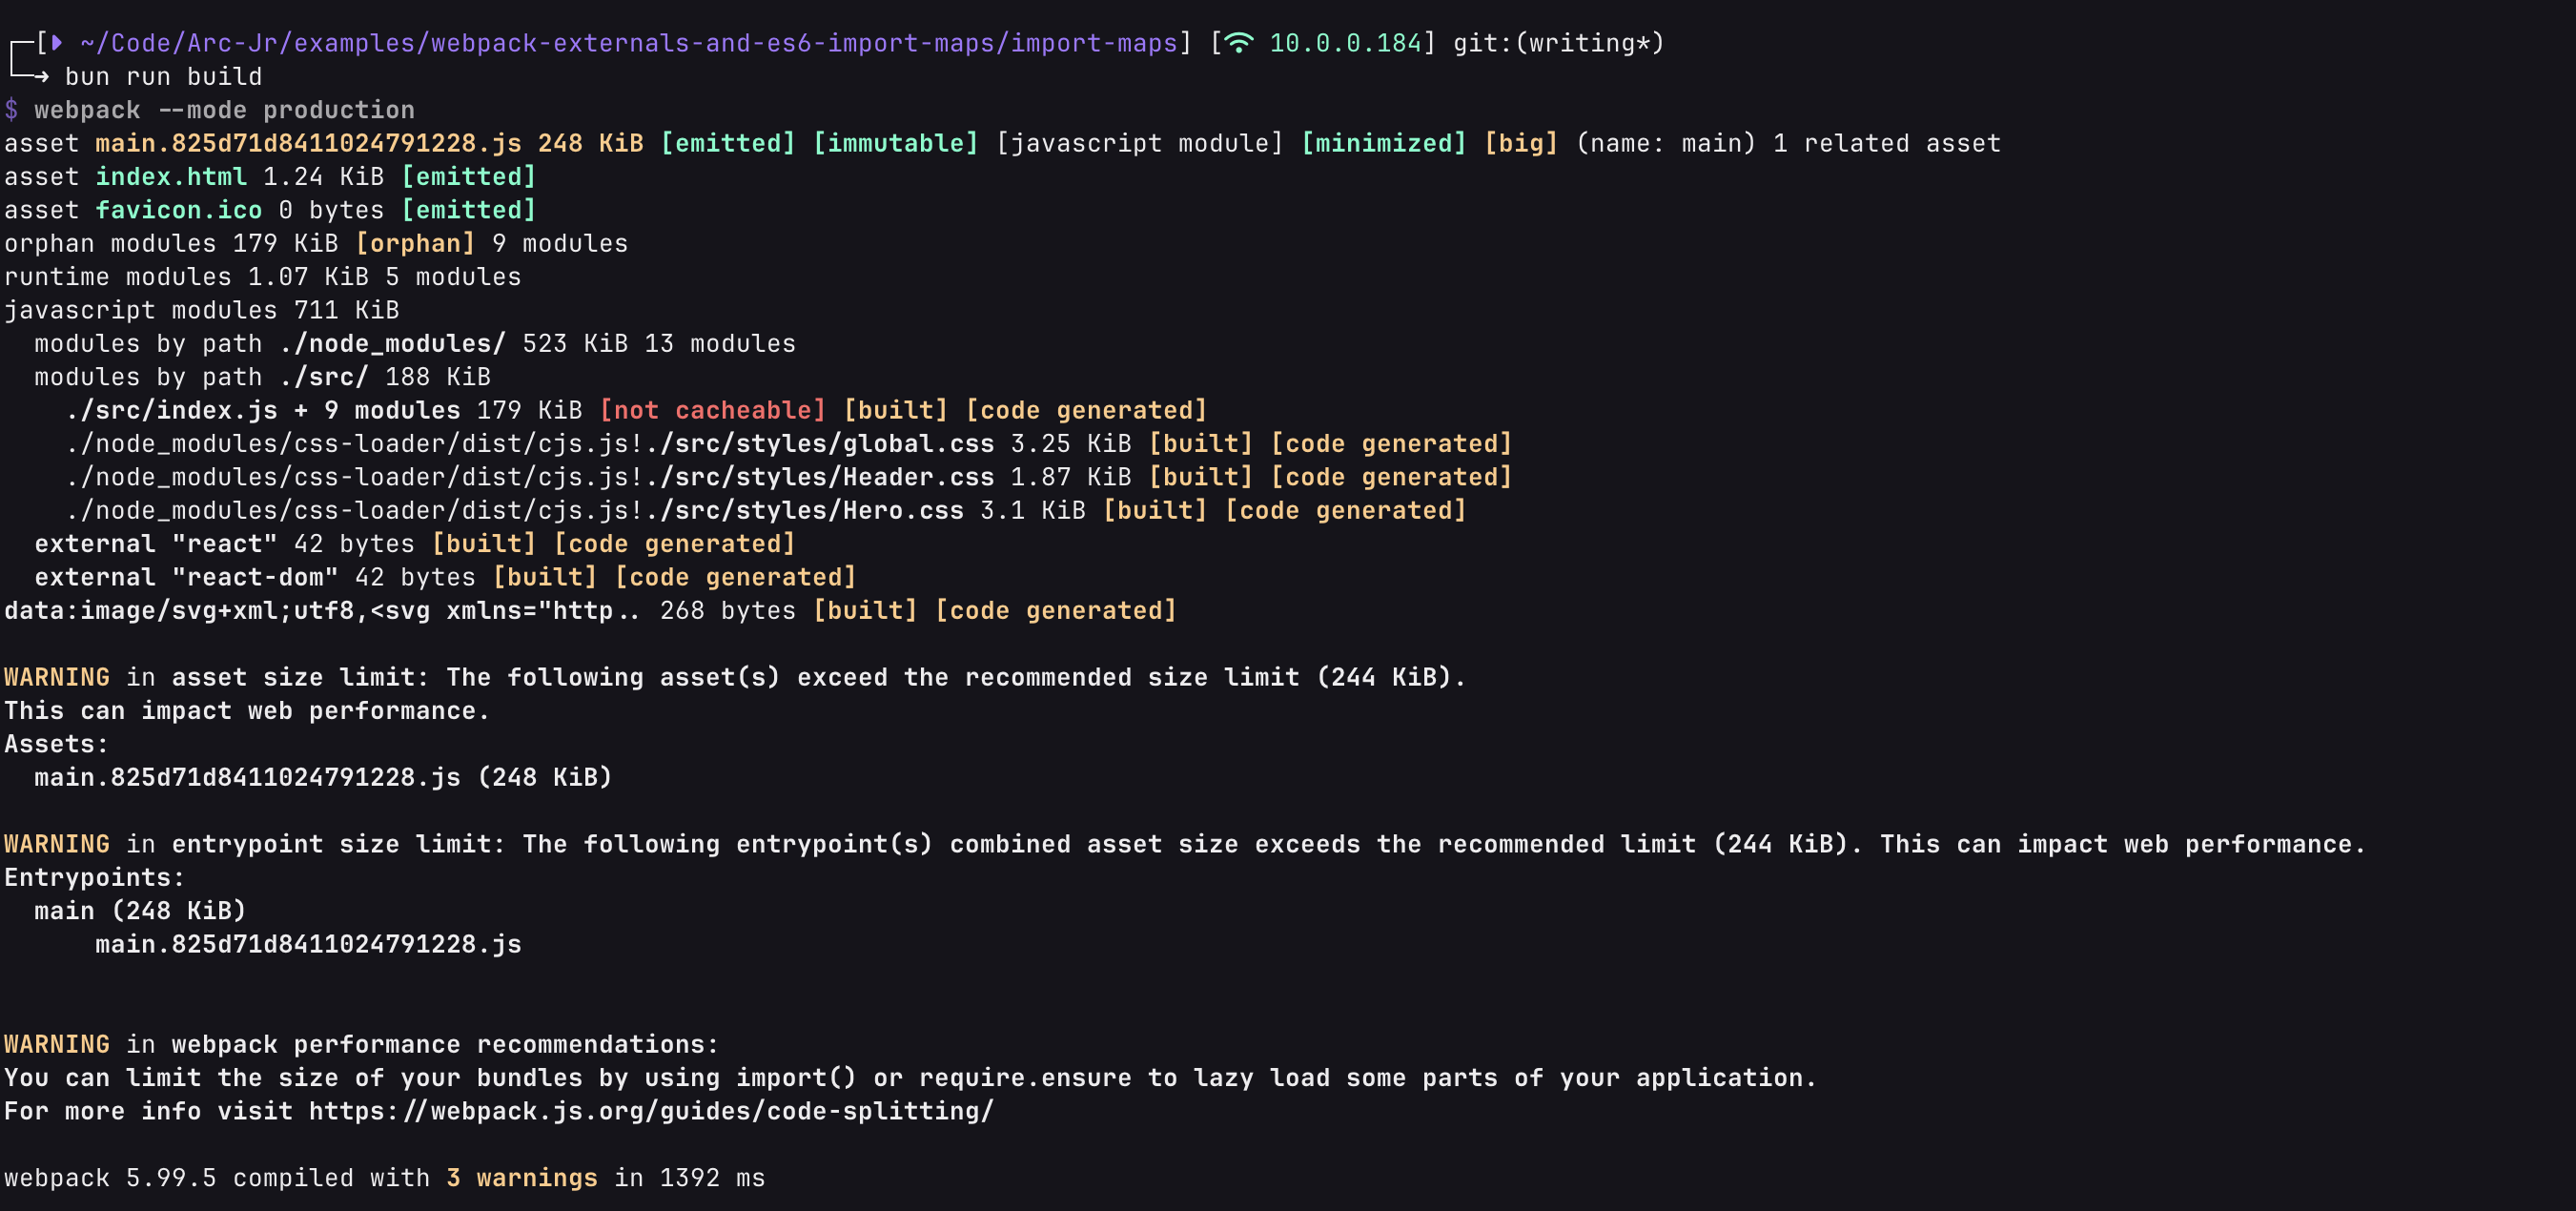 [~/Code/Arc-Jr/examples/webpack-externals-and-es6-import-maps/import-maps] [10.0.0.184] git:(writing*)
→ bun run build
$ webpack --mode production
asset main.825d71d8411024791228.js 248 KiB [emitted] [immutable] [javascript module] [minimized] [big] (name: main) 1 related asset
asset index.html 1.24 KiB [emitted]
asset favicon.ico 0 bytes [emitted]
orphan modules 179 KiB [orphan] 9 modules
runtime modules 1.07 KiB 5 modules
javascript modules 711 KiB
  modules by path ./node_modules/ 523 KiB 13 modules
  modules by path ./src/ 188 KiB
    ./src/index.js + 9 modules 179 KiB [not cacheable] [built] [code generated]
    ./node_modules/css-loader/dist/cjs.js!./src/styles/global.css 3.25 KiB [built] [code generated]
    ./node_modules/css-loader/dist/cjs.js!./src/styles/Header.css 1.87 KiB [built] [code generated]
    ./node_modules/css-loader/dist/cjs.js!./src/styles/Hero.css 3.1 KiB [built] [code generated]
  external "react" 42 bytes [built] [code generated]
  external "react-dom" 42 bytes [built] [code generated]
data:image/svg+xml;utf8,<svg xmlns="http.. 268 bytes [built] [code generated]
WARNING in asset size limit: The following asset(s) exceed the recommended size limit (244 KiB).
This can impact web performance.
Assets:
  main.825d71d8411024791228.js (248 KiB)
WARNING in entrypoint size limit: The following entrypoint(s) combined asset size exceeds the recommended limit (244 KiB). This can impact web performance.
Entrypoints:
  main (248 KiB)
      main.825d71d8411024791228.js
WARNING in webpack performance recommendations:
You can limit the size of your bundles by using import() or require.ensure to lazy load some parts of your application.
For more info visit https://webpack.js.org/guides/code-splitting/
webpack 5.99.5 compiled with 3 warnings in 1392 ms